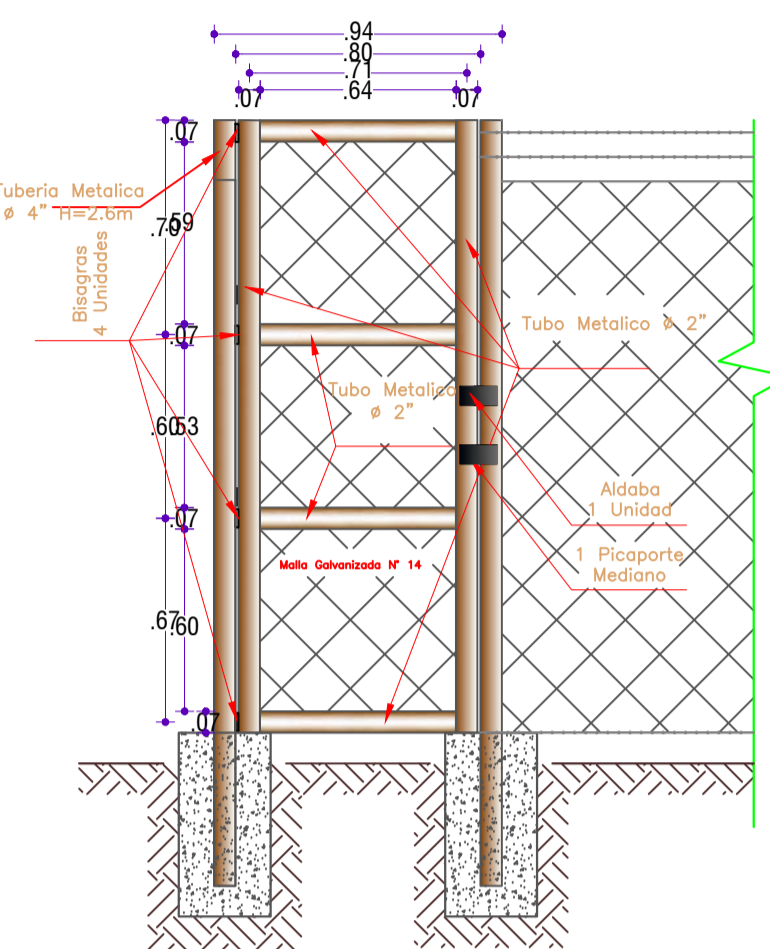 .94
.80
.71
.64
.07
.07
.07
Tuberia Metalica
ø 4" H=2.6m
.59
.70
Bisagras
4 Unidades
.07
Tubo Metalico ø 2"
Tubo Metalico
ø 2"
.60
.53
Aldaba
1 Unidad
.07
1 Picaporte
Mediano
Malla Galvanizada N° 14
.67
.60
.07